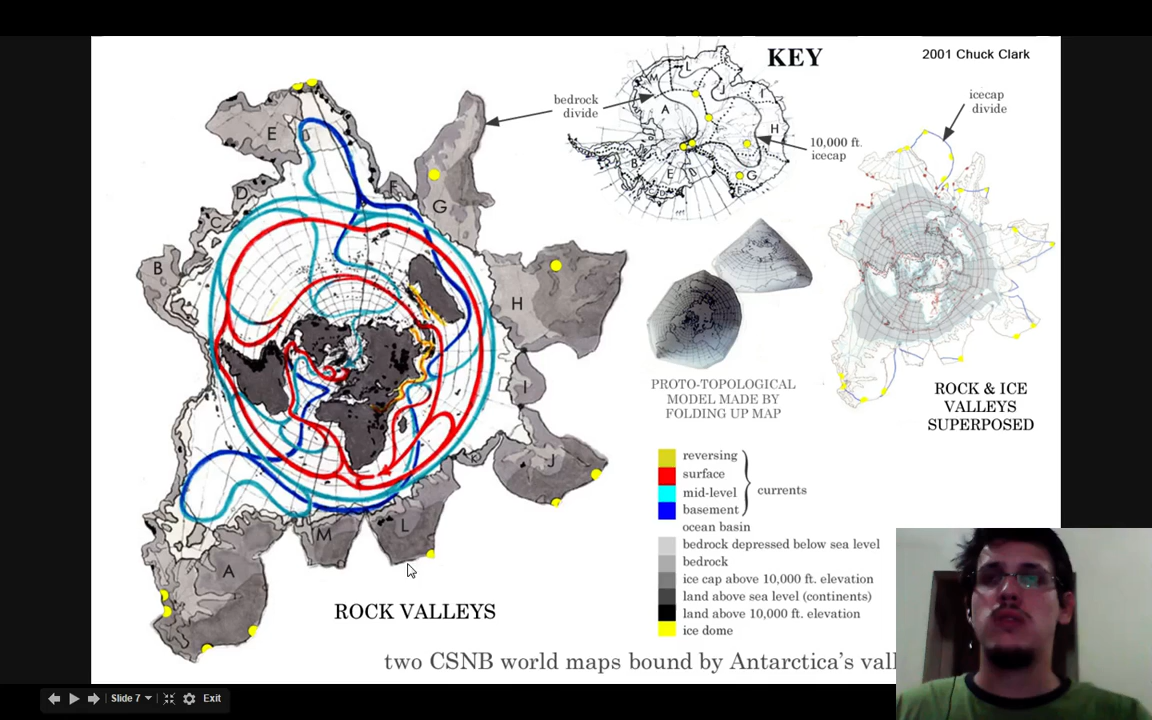 KEY
2001 Chuck Clark
bedrock
divide
10,000 ft.
icecap
icecap
divide
E
D
C
B
F
G
H
I
J
K
L
M
A
M
L
J
I
A
H
B
E
D
G
F
PROTO-TOPOLOGICAL
MODEL MADE BY
FOLDING UP MAP
ROCK & ICE
VALLEYS
SUPERPOSED
reversing
surface
mid-level
basement
currents
ocean basin
bedrock depressed below sea level
bedrock
ice cap above 10,000 ft. elevation
land above sea level (continents)
land above 10,000 ft. elevation
ice dome
ROCK VALLEYS
two CSNB world maps bound by Antarctica's vall
Slide 7
Exit